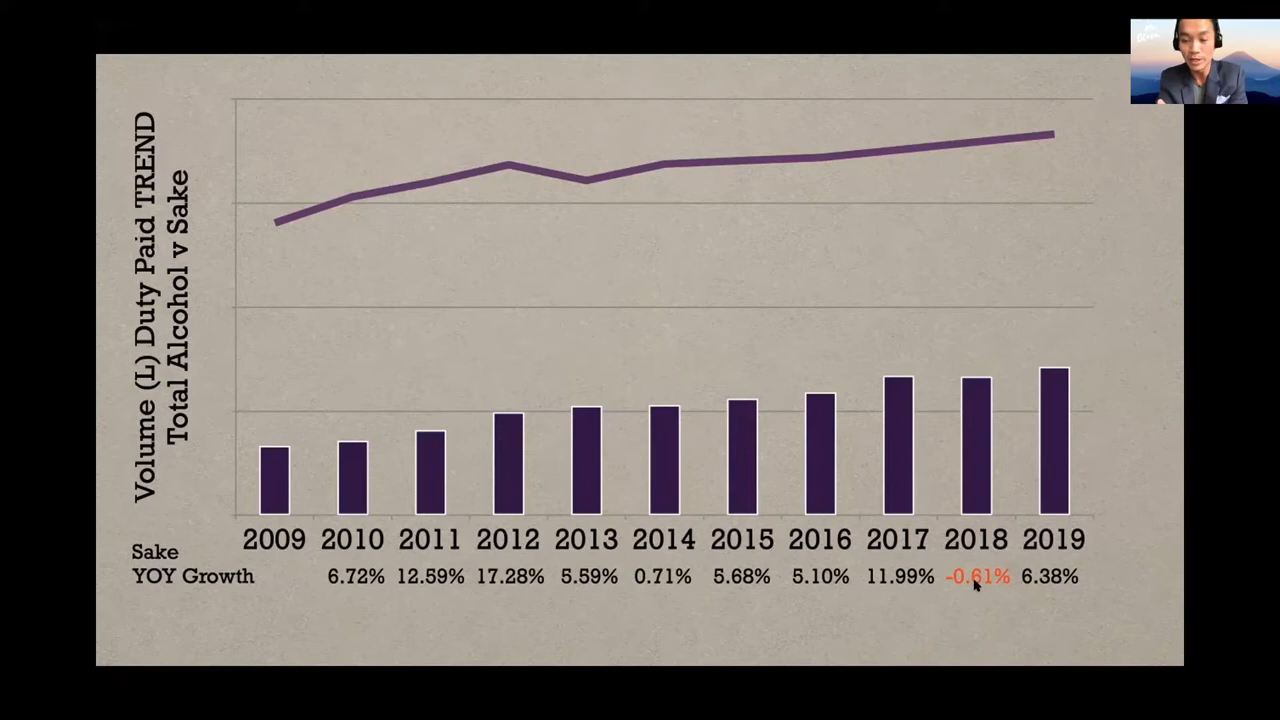 Volume (L) Duty Paid TREND
Total Alcohol v Sake
2009 2010 2011 2012 2013 2014 2015 2016 2017 2018 2019
Sake
YOY Growth 6.72% 12.59% 17.28% 5.59% 0.71% 5.68% 5.10% 11.99% -0.61% 6.38%